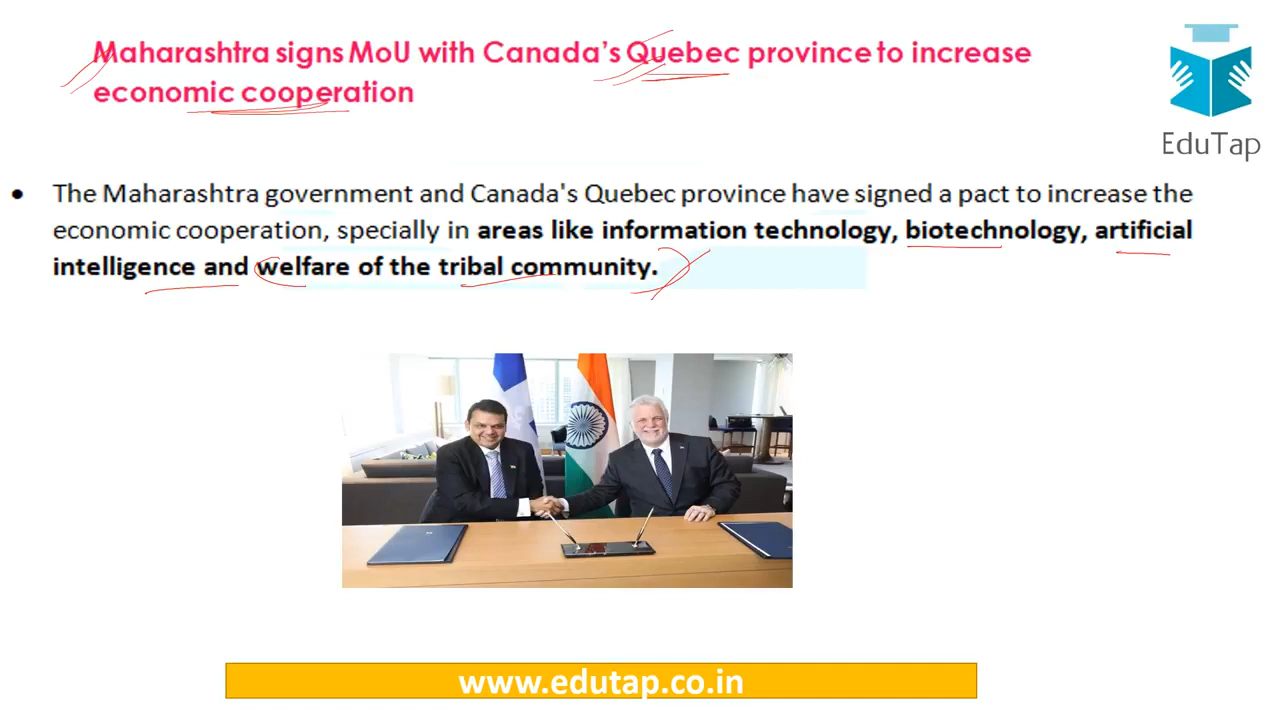 Maharashtra signs MoU with Canada's Quebec province to increase
economic cooperation
EduTap
• The Maharashtra government and Canada's Quebec province have signed a pact to increase the
economic cooperation, specially in areas like information technology, biotechnology, artificial
intelligence and welfare of the tribal community.
www.edutap.co.in